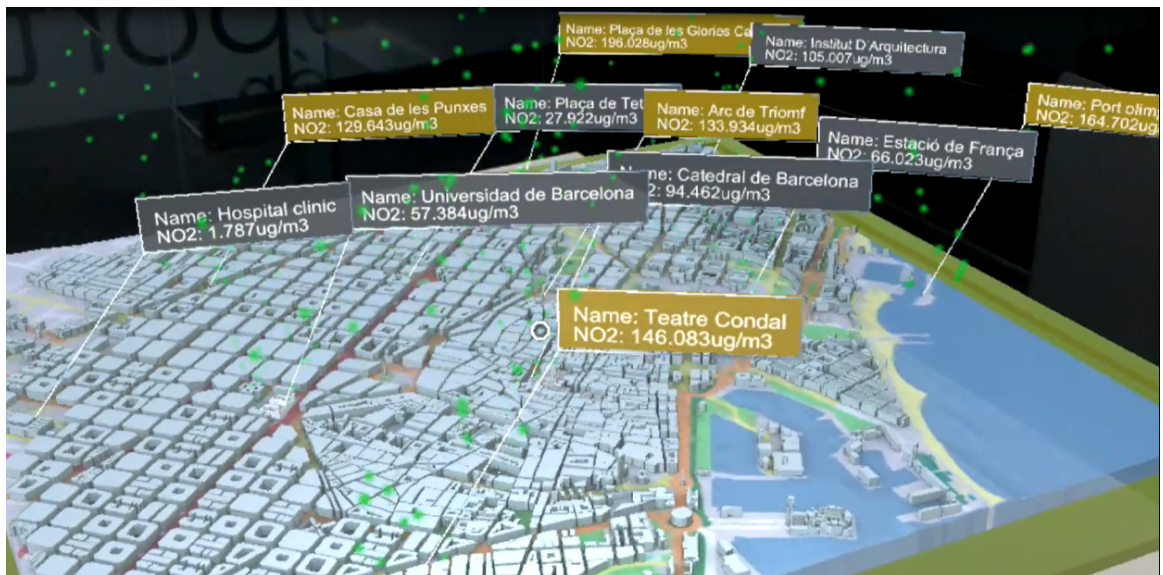 Name: Plaça de les Glories
NO2: 196.028ug/m3
Name: Institut D'Arquitectura
NO2: 105.007ug/m3
Name: Casa de les Punxes
NO2: 129.643ug/m3
Name: Plaça de Tet
NO2: 27.922ug/m3
Name: Arc de Triomf
NO2: 133.934ug/m3
Name: Port olim
NO2: 164.702ug
Name: Estació de França
NO2: 66.023ug/m3
Name: Hospital clinic
NO2: 1.787ug/m3
Name: Universidad de Barcelona
NO2: 57.384ug/m3
me: Catedral de Barcelona
2: 94.462ug/m3
Name: Teatre Condal
NO2: 146.083ug/m3